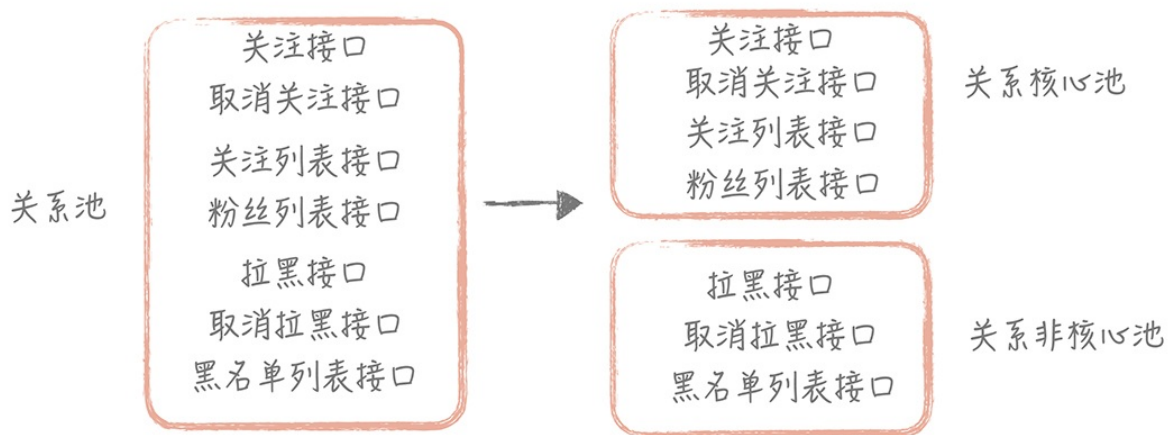 关系池
关注接口
取消关注接口
关注列表接口
粉丝列表接口
拉黑接口
取消拉黑接口
黑名单列表接口
关注接口
取消关注接口
关注列表接口
粉丝列表接口
关系核心池
拉黑接口
取消拉黑接口
黑名单列表接口
关系非核心池